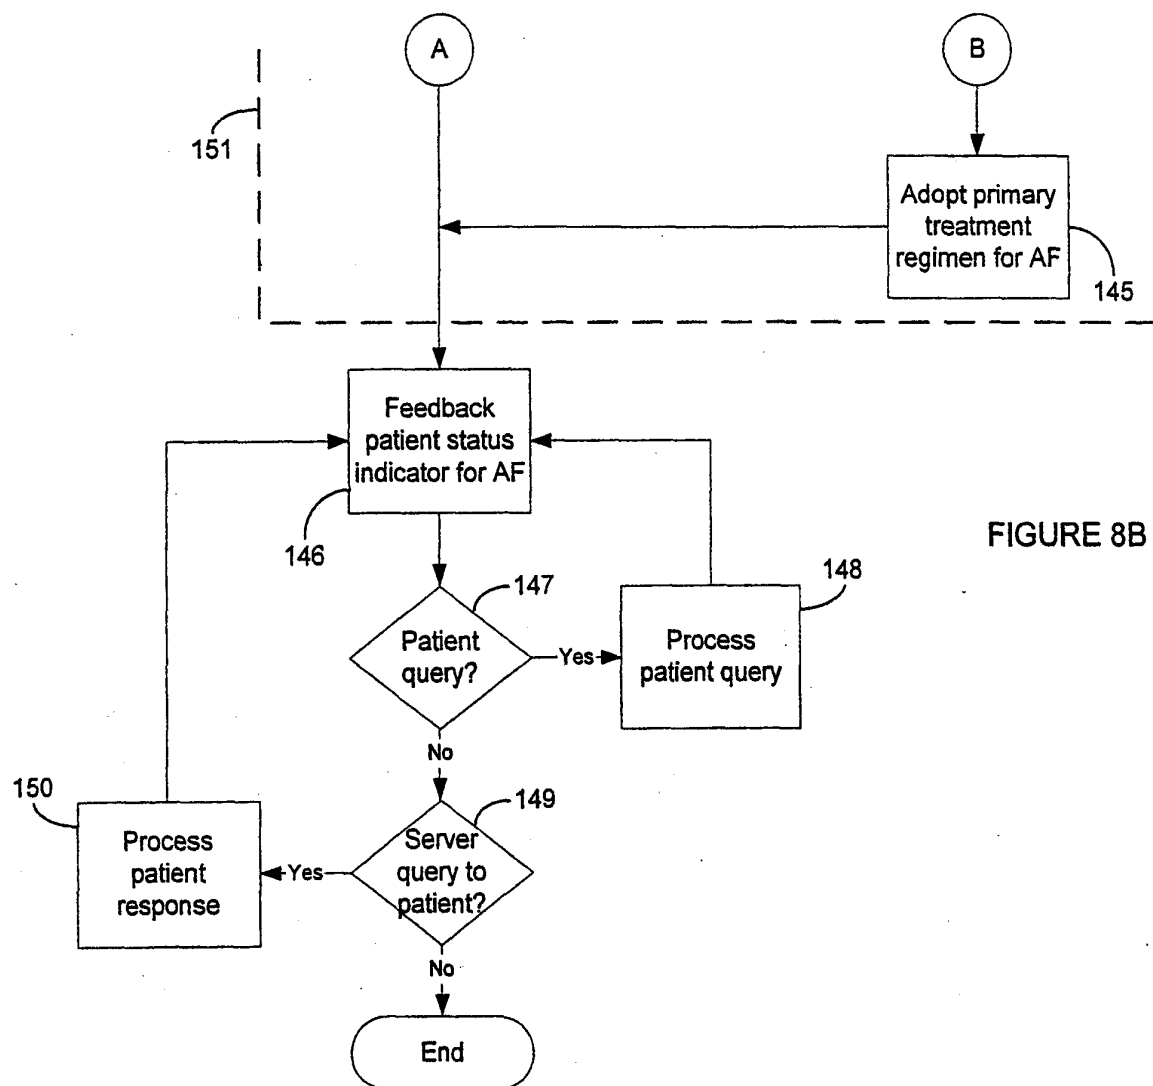 A
B
151
Adopt primary
treatment
regimen for AF
145
Feedback
patient status
indicator for AF
146
FIGURE 8B
147
148
Patient
query?
Yes
Process
patient query
No
150
149
Process
patient
response
Yes
Server
query to
patient?
No
End